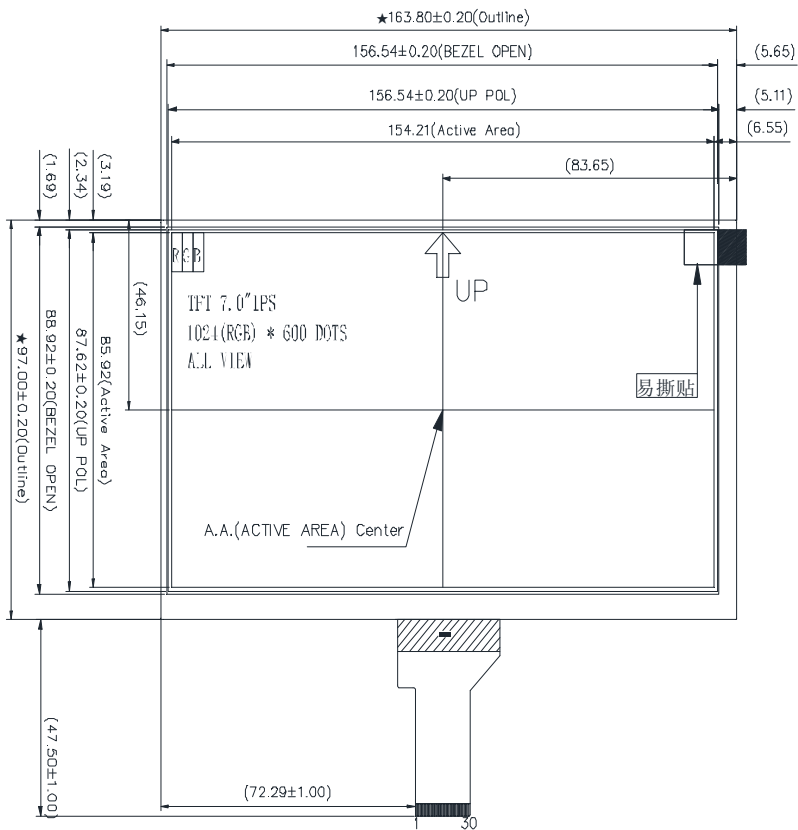 ★163.80±0.20(Outline)
156.54±0.20(BEZEL OPEN)
(5.65)
156.54±0.20(UP POL)
(5.11)
154.21(Active Area)
(6.55)
(83.65)
(1.69)
(2.34)
(3.19)
RGB
UP
TFT 7.0"IPS
1024(RGB) * 600 DOTS
ALL VIEW
(46.15)
易撕贴
★97.00±0.20(Outline)
88.92±0.20(BEZEL OPEN)
87.62±0.20(UP POL)
85.92(Active Area)
A.A.(ACTIVE AREA) Center
(47.50±1.00)
(72.29±1.00)
1
30